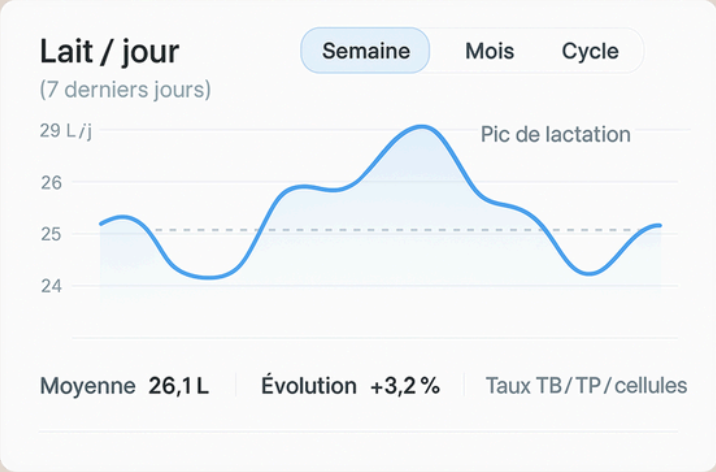 Lait / jour
Semaine Mois Cycle
(7 derniers jours)
29 L/j
Pic de lactation
26
25
24
Moyenne 26,1 L Évolution +3,2 % Taux TB/TP/cellules